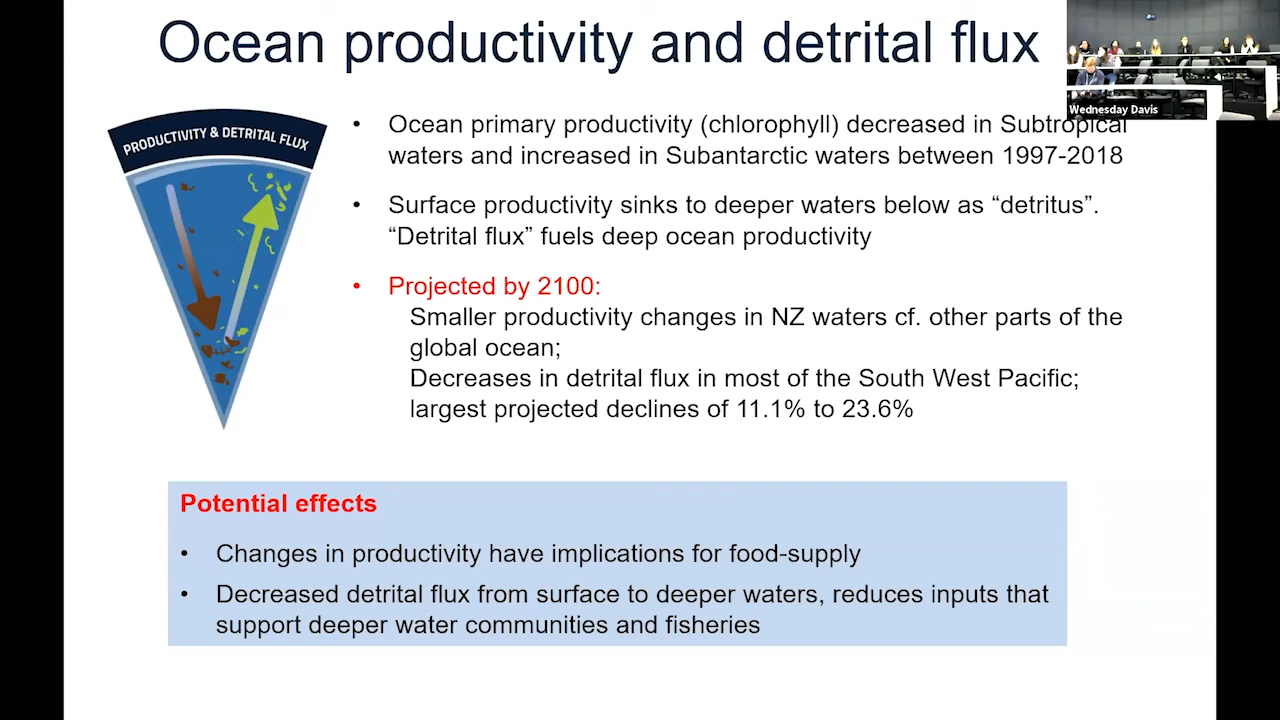 Ocean productivity and detrital flux
Wednesday Davis
PRODUCTIVITY & DETRITAL FLUX
• Ocean primary productivity (chlorophyll) decreased in Subtropical
waters and increased in Subantarctic waters between 1997-2018
• Surface productivity sinks to deeper waters below as “detritus”.
“Detrital flux” fuels deep ocean productivity
• Projected by 2100:
Smaller productivity changes in NZ waters cf. other parts of the
global ocean;
Decreases in detrital flux in most of the South West Pacific;
largest projected declines of 11.1% to 23.6%
Potential effects
• Changes in productivity have implications for food-supply
• Decreased detrital flux from surface to deeper waters, reduces inputs that
support deeper water communities and fisheries